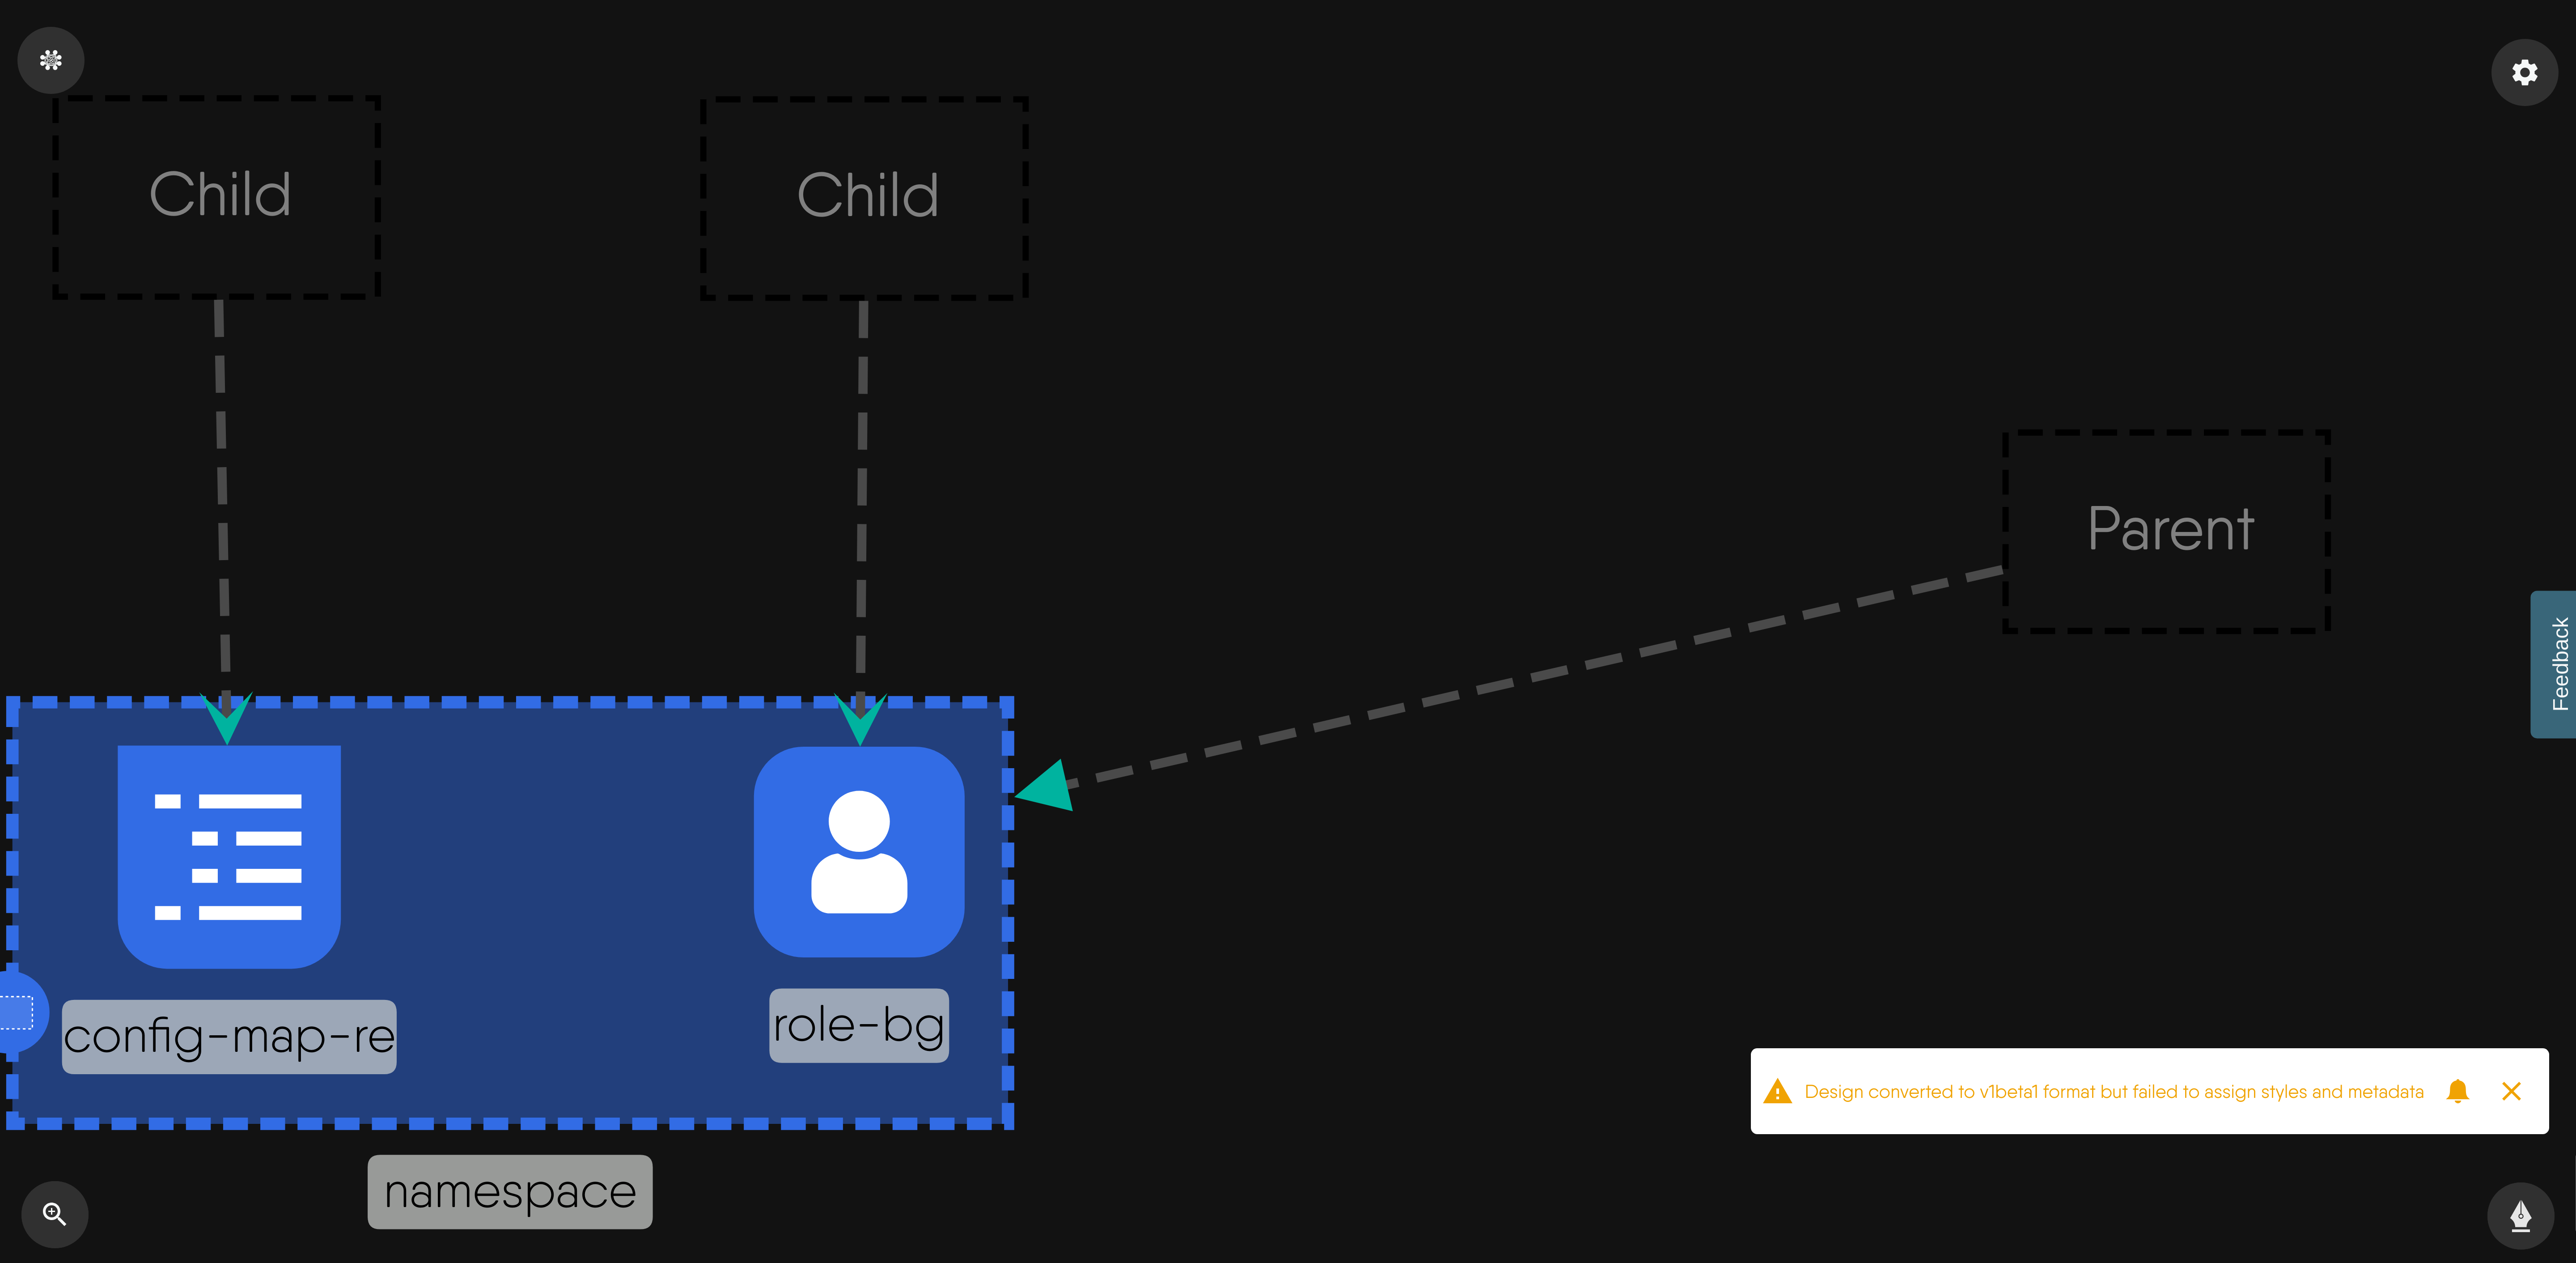 Child
Child
Parent
Feedback
config-map-re
role-bg
Design converted to v1beta1 format but failed to assign styles and metadata
namespace